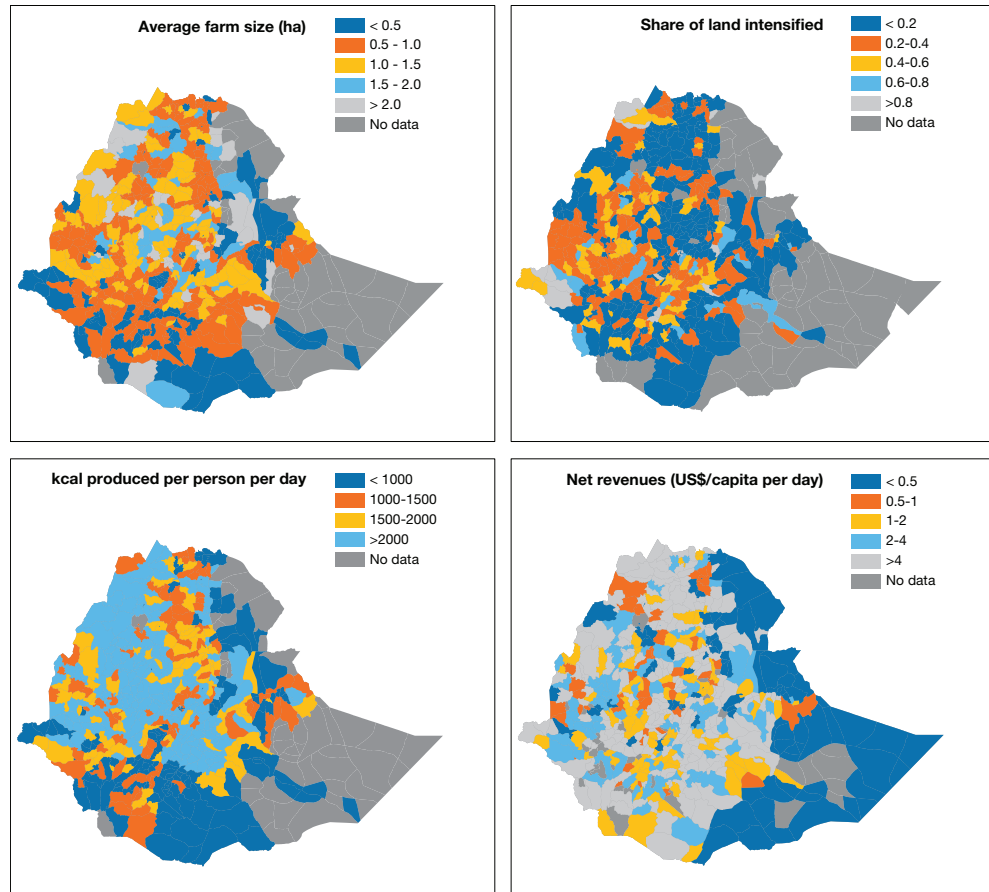 Average farm size (ha)
< 0.5
0.5 - 1.0
1.0 - 1.5
1.5 - 2.0
> 2.0
No data
Share of land intensified
< 0.2
0.2-0.4
0.4-0.6
0.6-0.8
>0.8
No data
kcal produced per person per day
< 1000
1000-1500
1500-2000
>2000
No data
Net revenues (US$/capita per day)
< 0.5
0.5-1
1-2
2-4
>4
No data